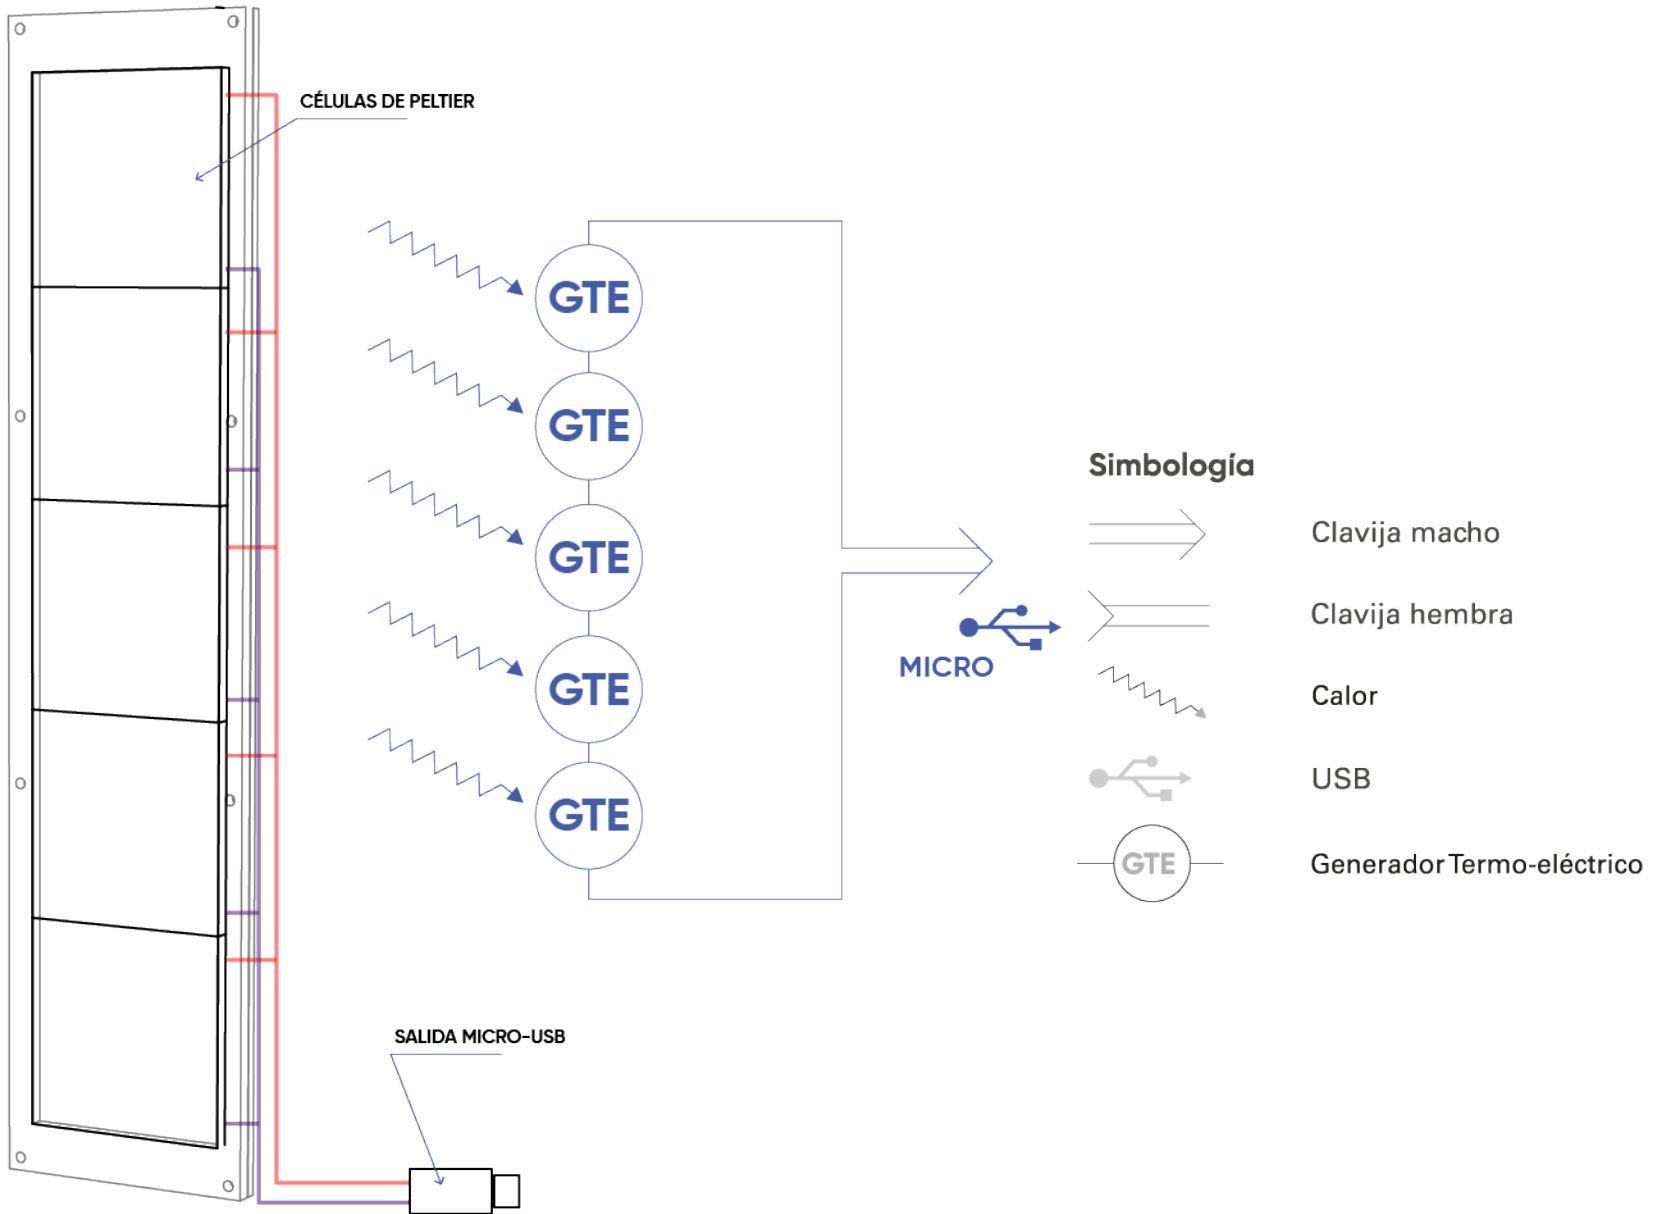 CÉLULAS DE PELTIER
GTE
GTE
GTE
GTE
GTE
MICRO
SALIDA MICRO-USB
Simbología
Clavija macho
Clavija hembra
Calor
USB
GTE
Generador Termo-eléctrico